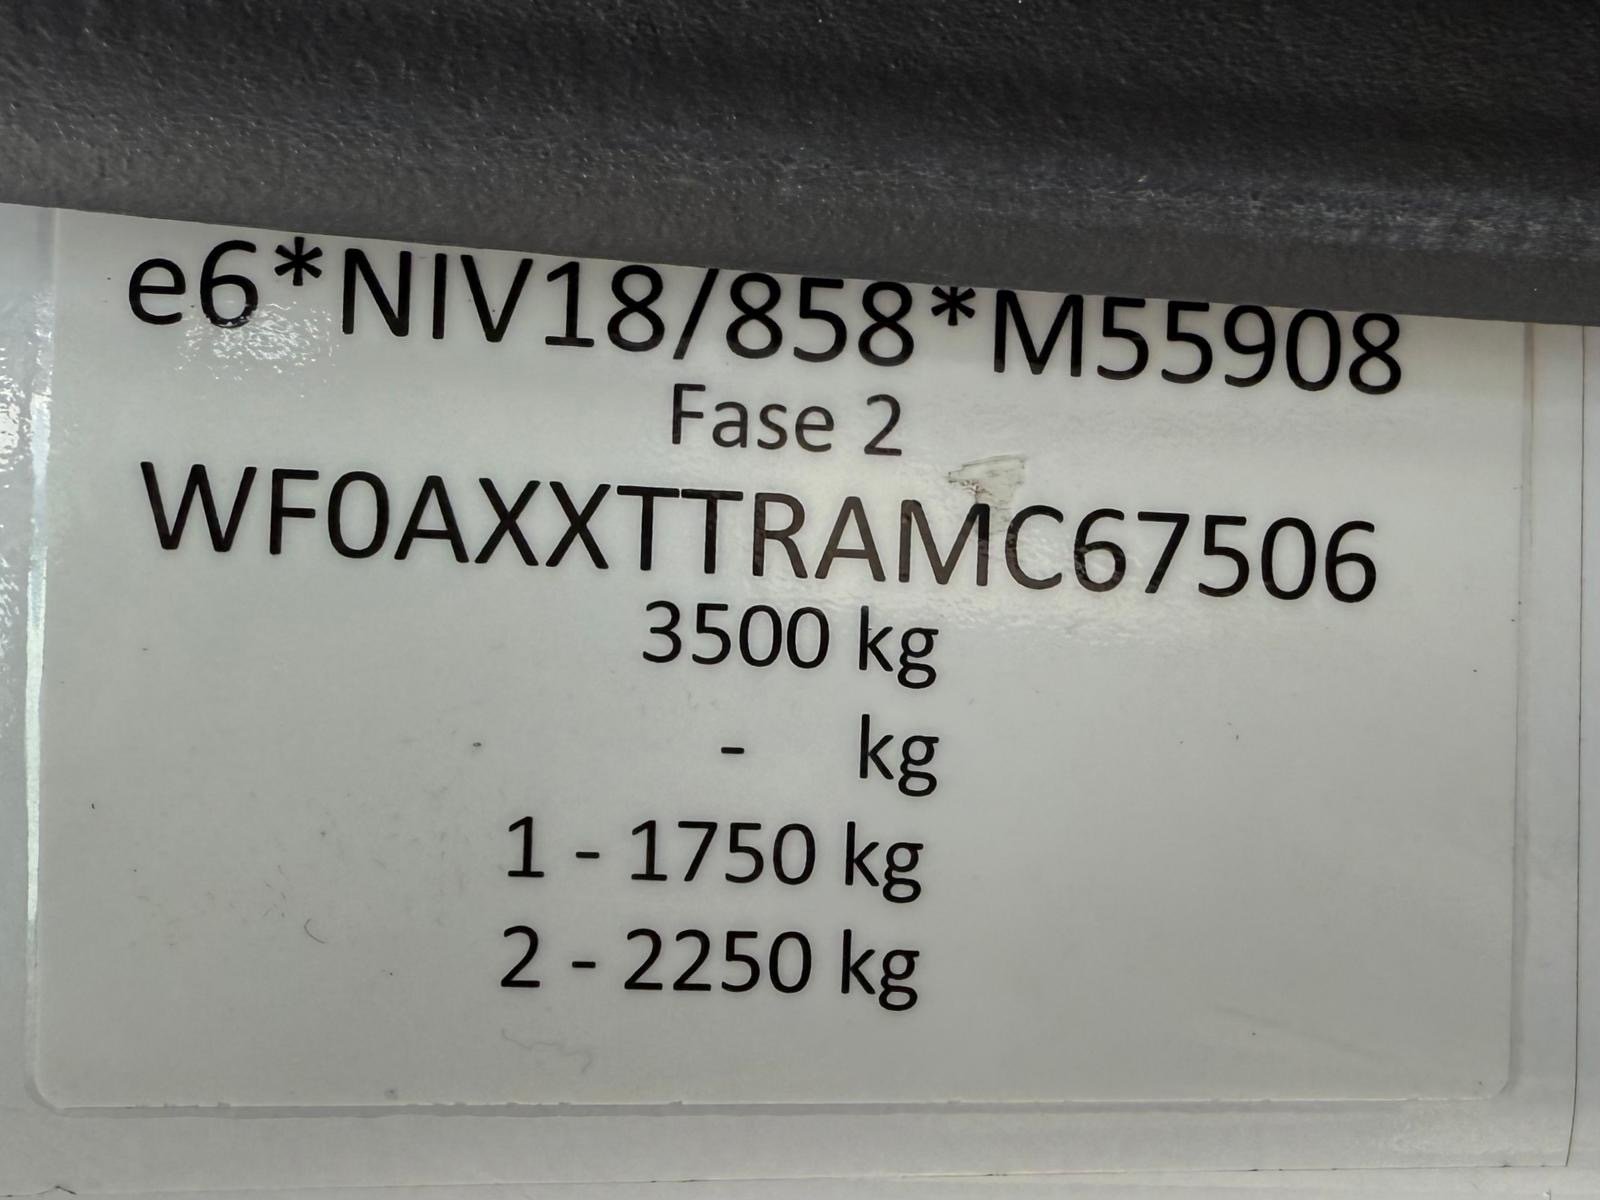 e6*NIV18/858*M55908
Fase 2
WF0AXXTTRAMC67506
3500 kg
- kg
1 - 1750 kg
2 - 2250 kg